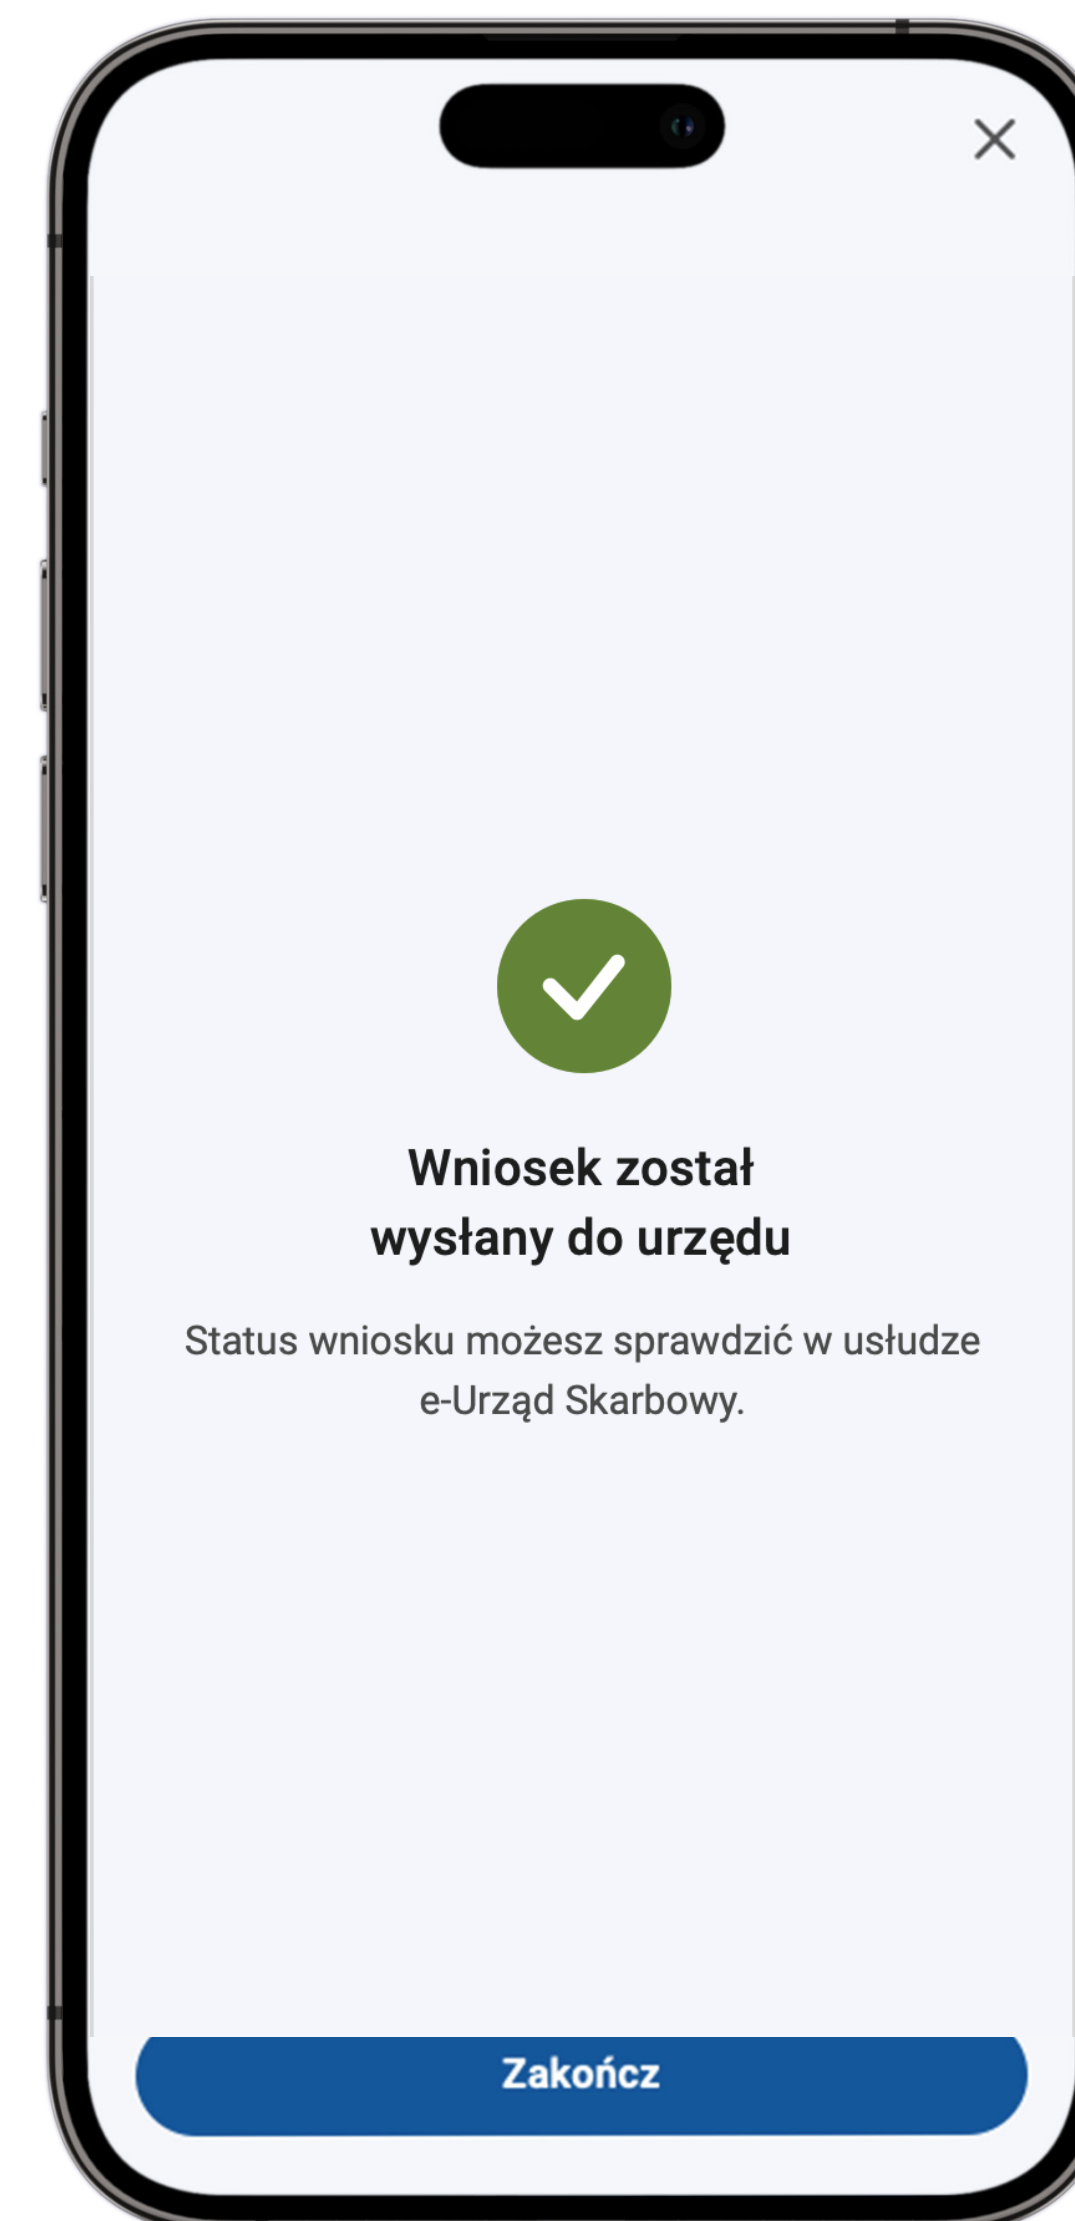 Wniosek został
wysłany do urzędu
Status wniosku możesz sprawdzić w usłudze
e-Urząd Skarbowy.
Zakończ